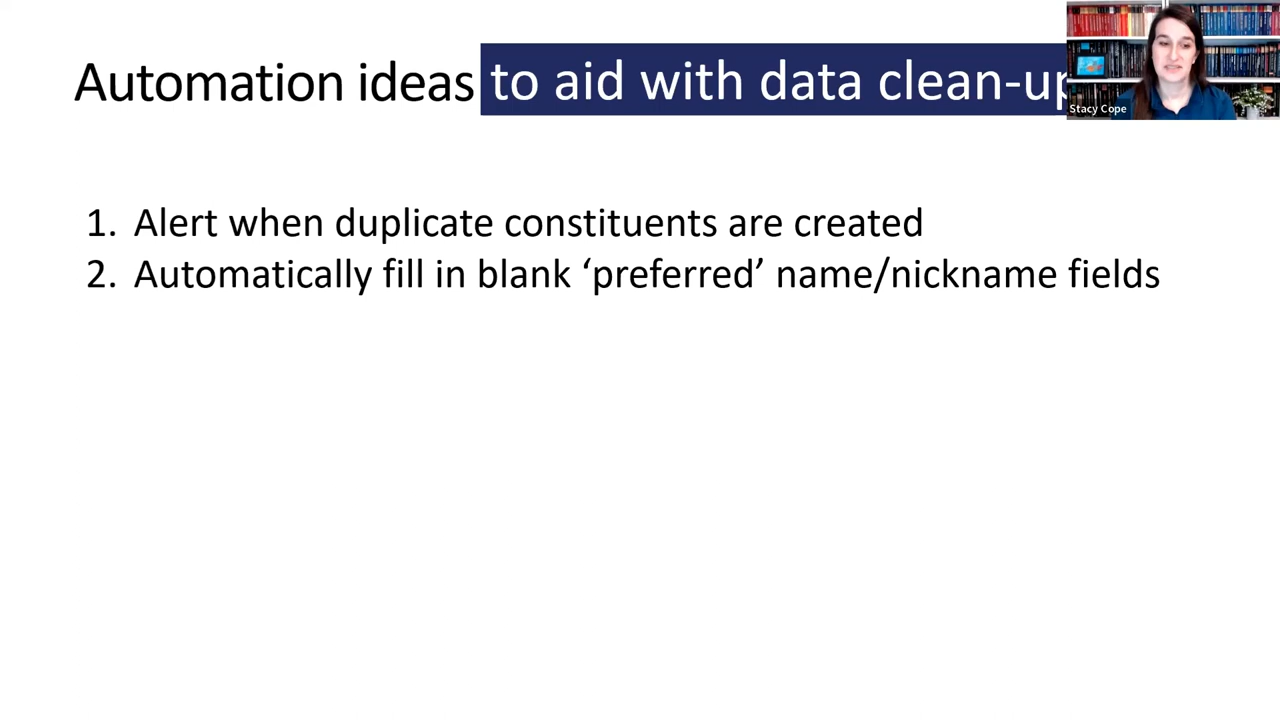 Automation ideas to aid with data clean-up
Stacy Cope
1. Alert when duplicate constituents are created
2. Automatically fill in blank ‘preferred’ name/nickname fields